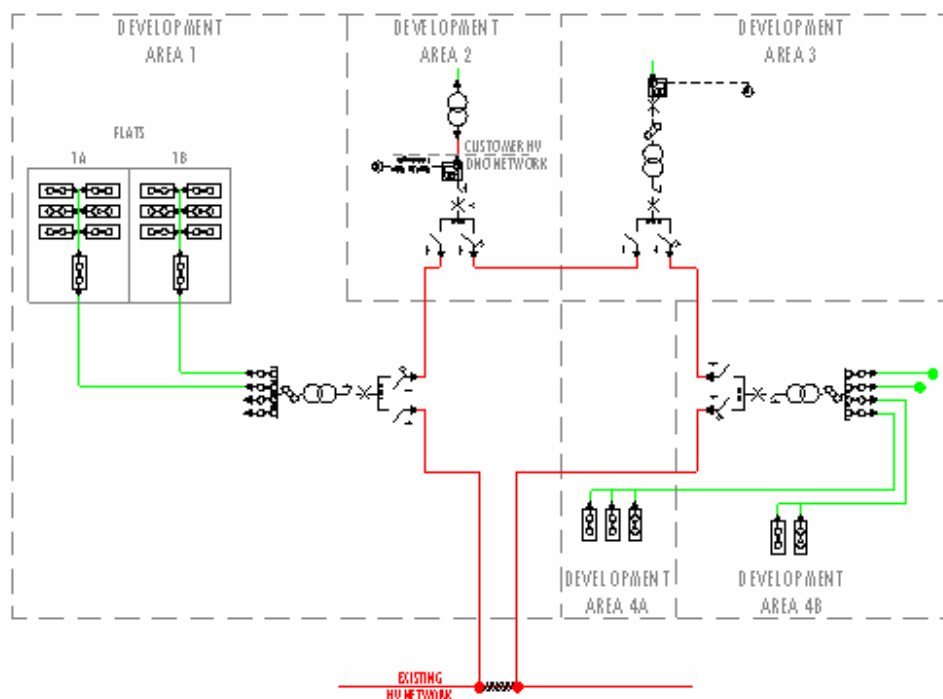 DEVELOPMENT
AREA 1
DEVELOPMENT
AREA 2
DEVELOPMENT
AREA 3
FLATS
1A
1B
CUSTOMER HV
DNO NETWORK
DEVELOPMENT
AREA 4A
DEVELOPMENT
AREA 4B
EXISTING
HV NETWORK